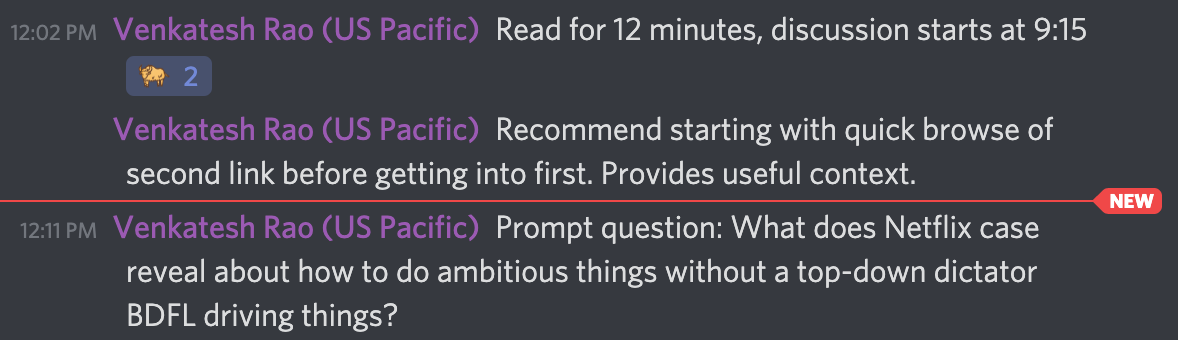 12:02 PM Venkatesh Rao (US Pacific) Read for 12 minutes, discussion starts at 9:15
2
Venkatesh Rao (US Pacific) Recommend starting with quick browse of
second link before getting into first. Provides useful context.
NEW
12:11 PM Venkatesh Rao (US Pacific) Prompt question: What does Netflix case
reveal about how to do ambitious things without a top-down dictator
BDFL driving things?